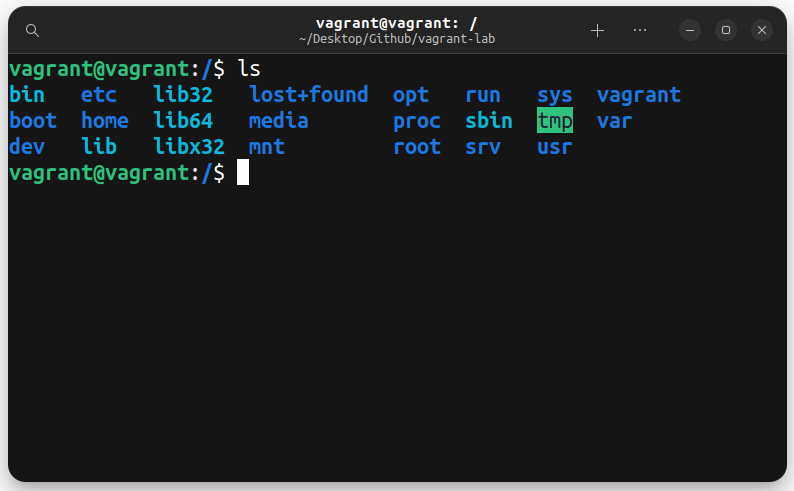 vagrant@vagrant: /
~/Desktop/Github/vagrant-lab
vagrant@vagrant:/$ ls
bin   etc   lib32   lost+found  opt   run   sys  vagrant
boot  home  lib64   media       proc  sbin  tmp  var
dev   lib   libx32  mnt         root  srv   usr
vagrant@vagrant:/$